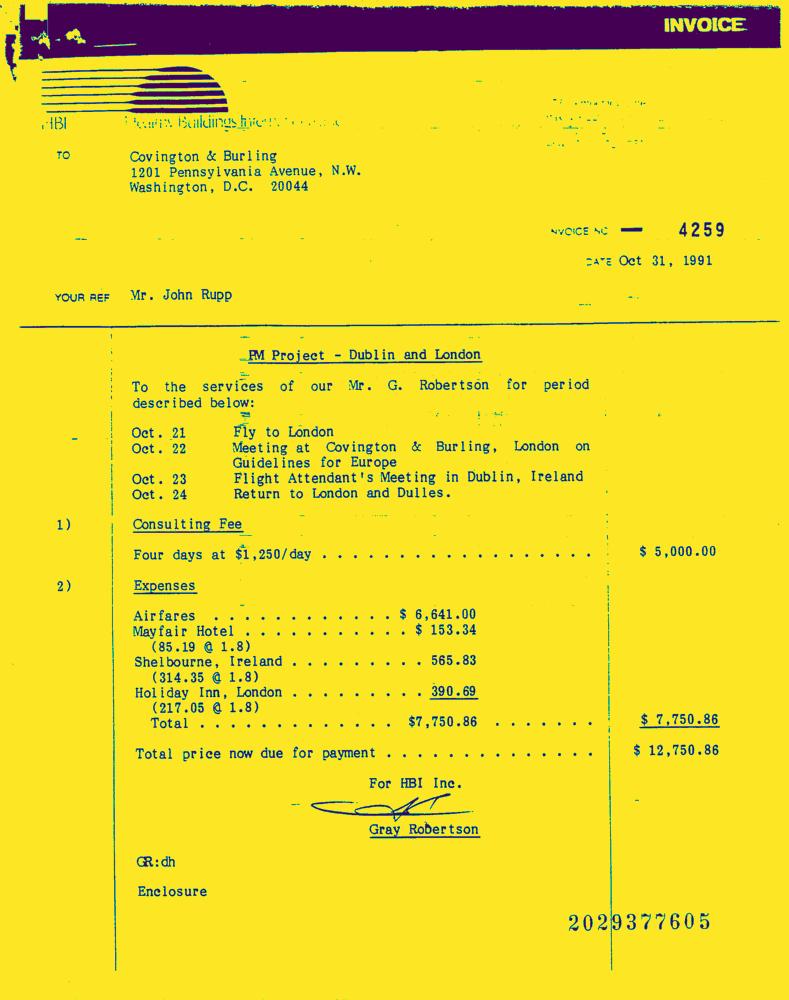 INVOICE
HBI Healthy Buildings
TO
Covington & Burling
1201 Pennsylvania Avenue, N.W.
Washington, D.C. 20044
INVOICE NO 4259
DATE Oct 31, 1991
YOUR REF Mr. John Rupp
PM Project - Dublin and London
To the services of our Mr. G. Robertson for period
described below:
Oct. 21 Fly to London
Oct. 22 Meeting at Covington & Burling, London on
Guidelines for Europe
Oct. 23 Flight Attendant's Meeting in Dublin, Ireland
Oct. 24 Return to London and Dulles.
1) Consulting Fee
Four days at $1,250/day . . . . . . . . . . . . . . . . . . $ 5,000.00
2) Expenses
Airfares . . . . . . . . . . . . $ 6,641.00
Mayfair Hotel . . . . . . . . . . . $ 153.34
(85.19 @ 1.8)
Shelbourne, Ireland . . . . . . . . . 565.83
(314.35 @ 1.8)
Holiday Inn, London . . . . . . . . . 390.69
(217.05 @ 1.8)
Total . . . . . . . . . . . . . $7,750.86 . . . . . . . $ 7,750.86
Total price now due for payment . . . . . . . . . . . . . . $ 12,750.86
For HBI Inc.
Gray Robertson
GR:dh
Enclosure
2029377605